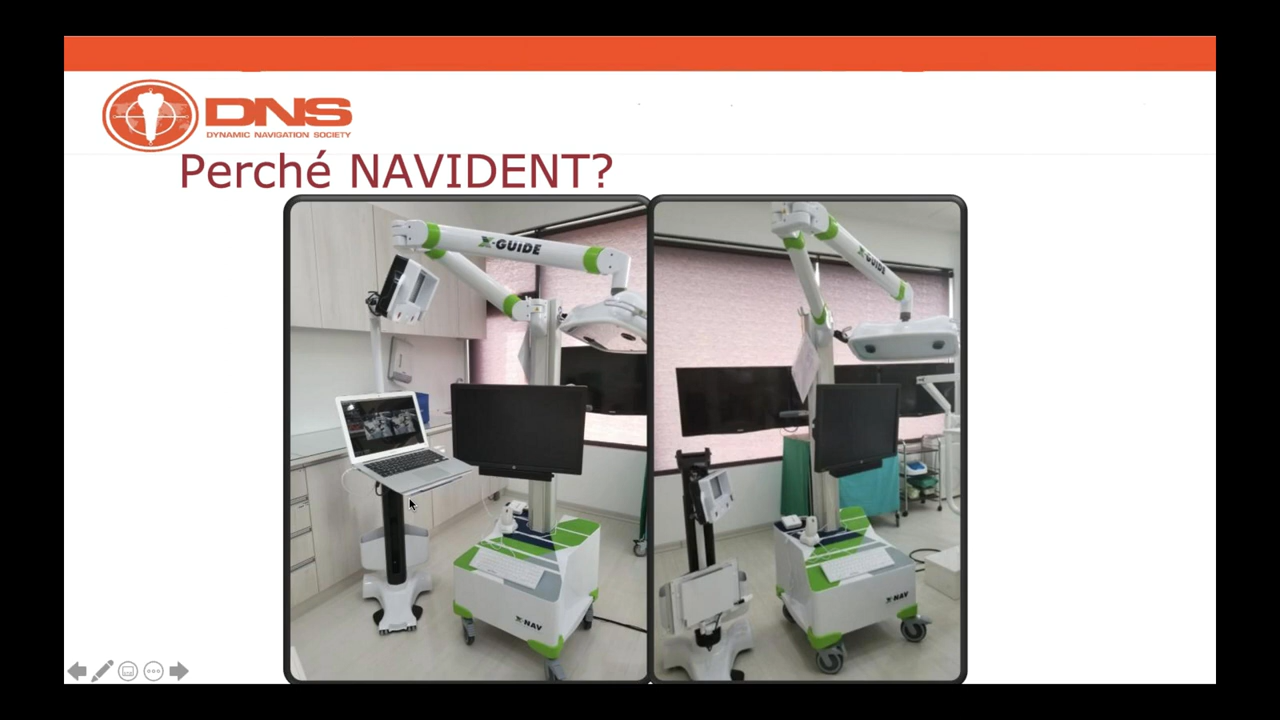 DNS
DYNAMIC NAVIGATION SOCIETY
Perché NAVIDENT?
X-GUIDE
X-GUIDE
X-NAV
X-NAV